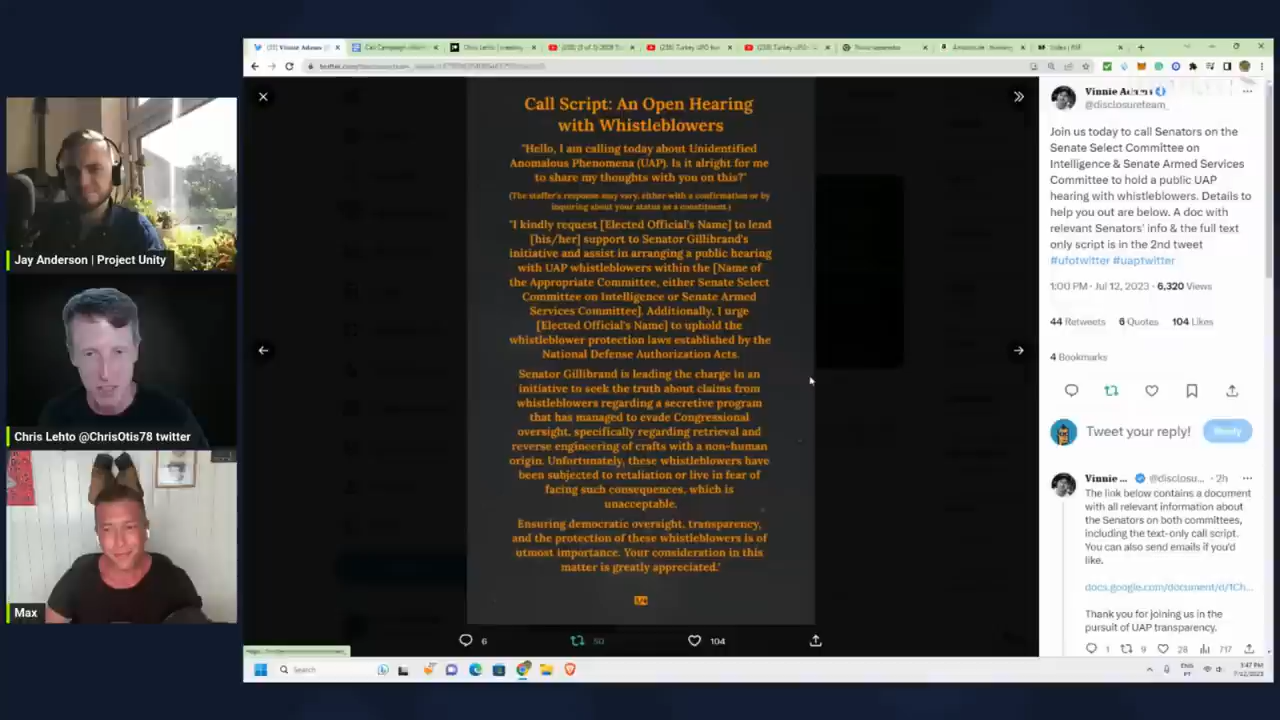 Jay Anderson | Project Unity
Chris Lehto @ChrisOtis78 twitter
Max
Call Script: An Open Hearing
with Whistleblowers
"Hello, I am calling today about Unidentified
Anomalous Phenomena (UAP). Is it alright for me
to share my thoughts with you on this?"
(The staffer's response may vary, either with a confirmation or by
inquiring about your status as a constituent.)
"I kindly request [Elected Official's Name] to lend
[his/her] support to Senator Gillibrand's
initiative and assist in arranging a public hearing
with UAP whistleblowers within the [Name of
the Appropriate Committee, either Senate Select
Committee on Intelligence or Senate Armed
Services Committee]. Additionally, I urge
[Elected Official's Name] to uphold the
whistleblower protection laws established by the
National Defense Authorization Acts.
Senator Gillibrand is leading the charge in an
initiative to seek the truth about claims from
whistleblowers regarding a secretive program
that has managed to evade Congressional
oversight, specifically regarding retrieval and
reverse engineering of crafts with a non-human
origin. Unfortunately, these whistleblowers have
been subjected to retaliation or live in fear of
facing such consequences, which is
unacceptable.
Ensuring democratic oversight, transparency,
and the protection of these whistleblowers is of
utmost importance. Your consideration in this
matter is greatly appreciated."
6 50 104
Vinnie Adams
@disclosureteam_
Join us today to call Senators on the
Senate Select Committee on
Intelligence & Senate Armed Services
Committee to hold a public UAP
hearing with whistleblowers. Details to
help you out are below. A doc with
relevant Senators' info & the full text
only script is in the 2nd tweet
#ufotwitter #uaptwitter
1:00 PM · Jul 12, 2023 · 6,320 Views
44 Retweets 6 Quotes 104 Likes
4 Bookmarks
Tweet your reply! Reply
Vinnie ... @disclosu... · 2h
The link below contains a document
with all relevant information about
the Senators on both committees,
including the text-only call script.
You can also send emails if you'd
like.
docs.google.com/document/d/1Ch...
Thank you for joining us in the
pursuit of UAP transparency.
1 9 28 717
Search
ENG
PT
3:47 PM